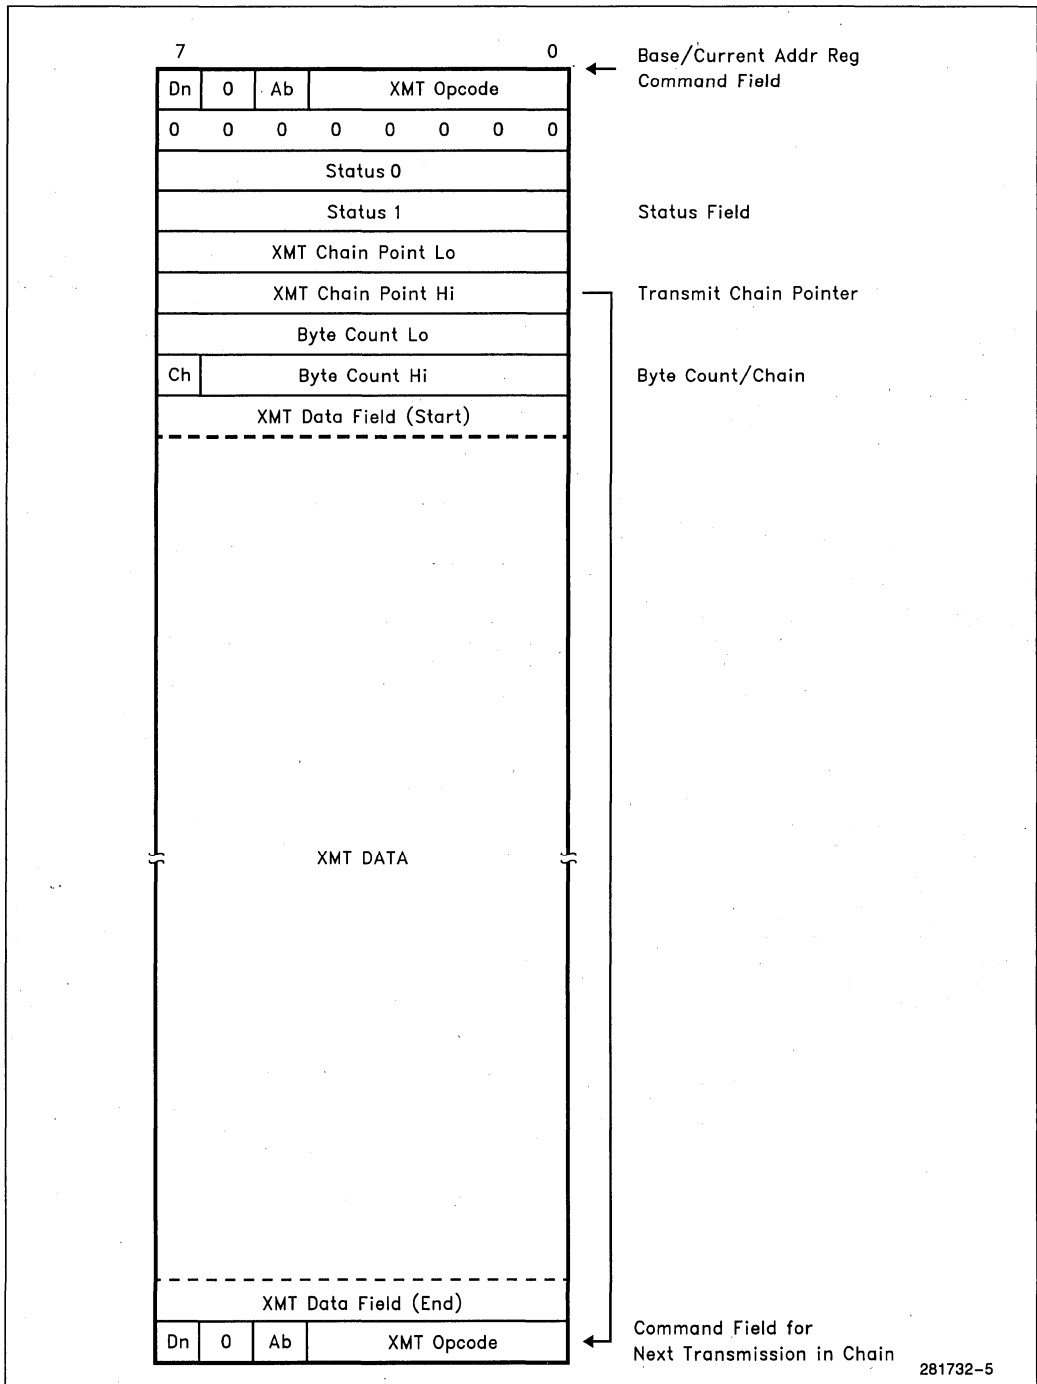 7 0
Base/Current Addr Reg
Command Field
Dn 0 Ab XMT Opcode
0 0 0 0 0 0 0 0
Status 0
Status 1
Status Field
XMT Chain Point Lo
XMT Chain Point Hi
Transmit Chain Pointer
Byte Count Lo
Ch Byte Count Hi
Byte Count/Chain
XMT Data Field (Start)
XMT DATA
XMT Data Field (End)
Dn 0 Ab XMT Opcode
Command Field for
Next Transmission in Chain
281732-5